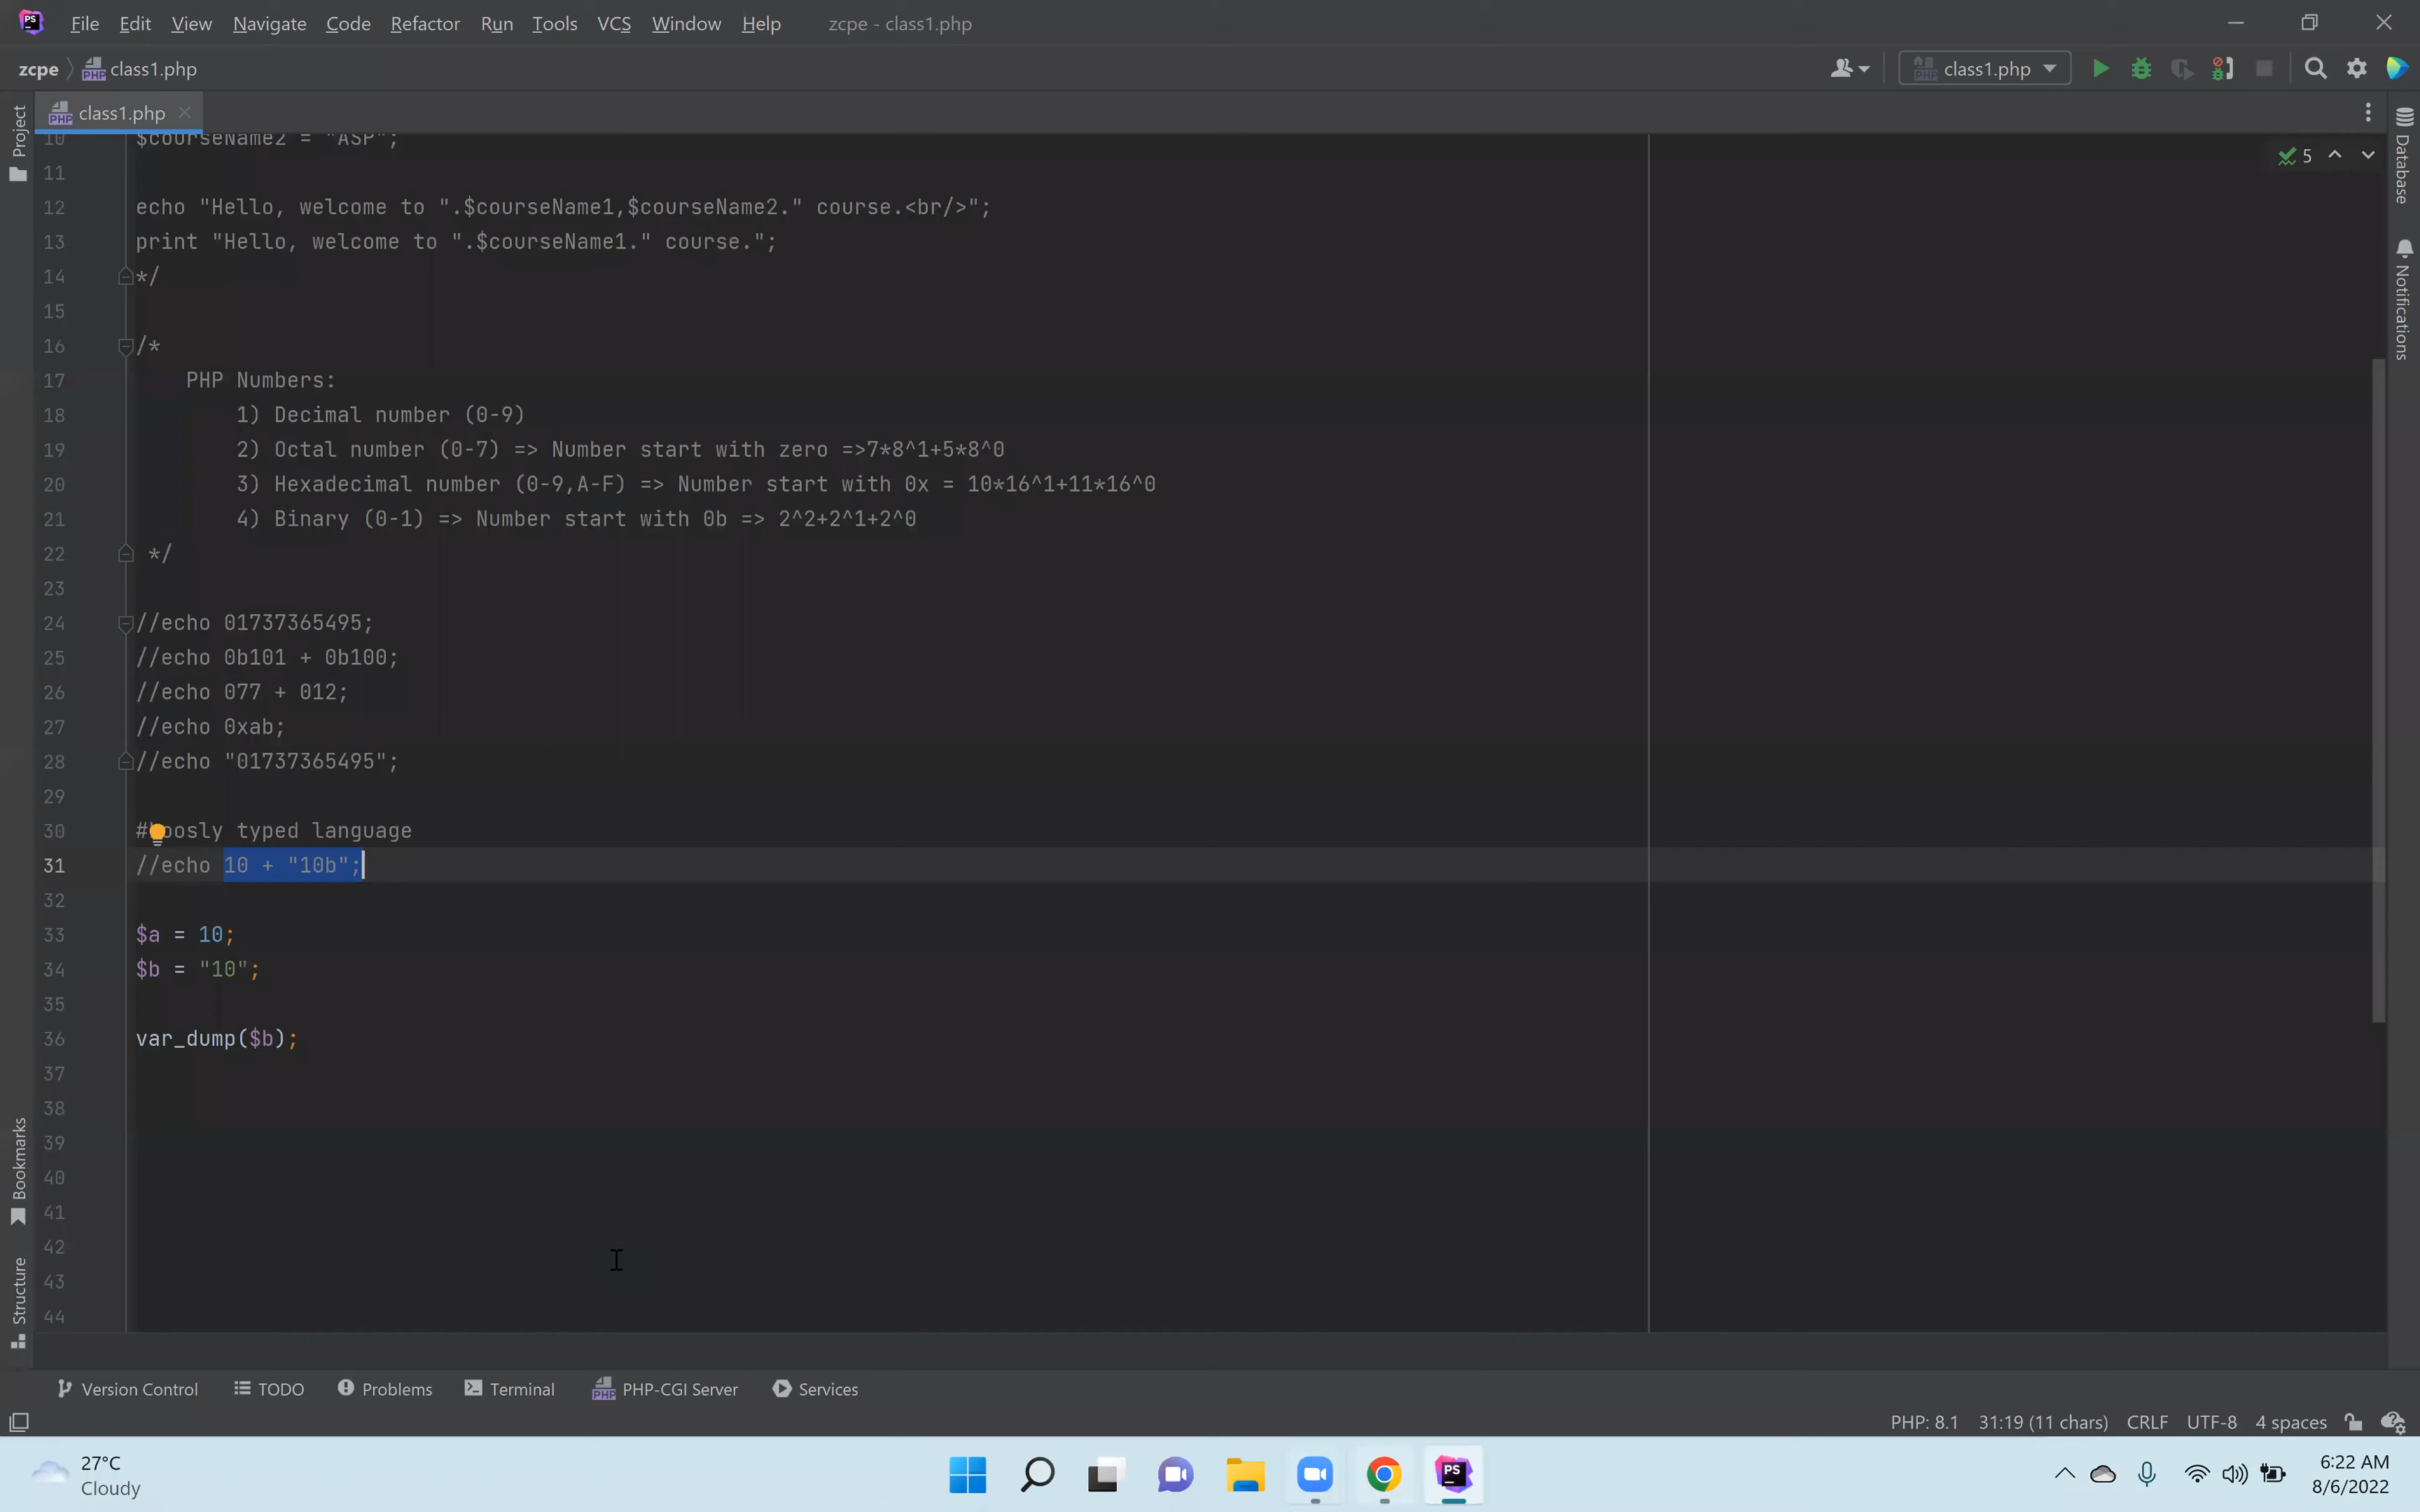 PS File Edit View Navigate Code Refactor Run Tools VCS Window Help zcpe - class1.php
zcpe class1.php class1.php
class1.php
Project
Database
Notifications
Bookmarks
Structure
5
10 $courseName2 = "ASP";
11
12 echo "Hello, welcome to ".$courseName1,$courseName2." course.<br/>";
13 print "Hello, welcome to ".$courseName1." course.";
14 */
15
16 /*
17 PHP Numbers:
18 1) Decimal number (0-9)
19 2) Octal number (0-7) => Number start with zero =>7*8^1+5*8^0
20 3) Hexadecimal number (0-9,A-F) => Number start with 0x = 10*16^1+11*16^0
21 4) Binary (0-1) => Number start with 0b => 2^2+2^1+2^0
22 */
23
24 //echo 01737365495;
25 //echo 0b101 + 0b100;
26 //echo 077 + 012;
27 //echo 0xab;
28 //echo "01737365495";
29
30 # typed language
31 //echo 10 + "10b";
32
33 $a = 10;
34 $b = "10";
35
36 var_dump($b);
37
38
39
40
41
42
43
44
Version Control TODO Problems Terminal PHP-CGI Server Services
PHP: 8.1 31:19 (11 chars) CRLF UTF-8 4 spaces
27°C
Cloudy
PS
6:22 AM
8/6/2022